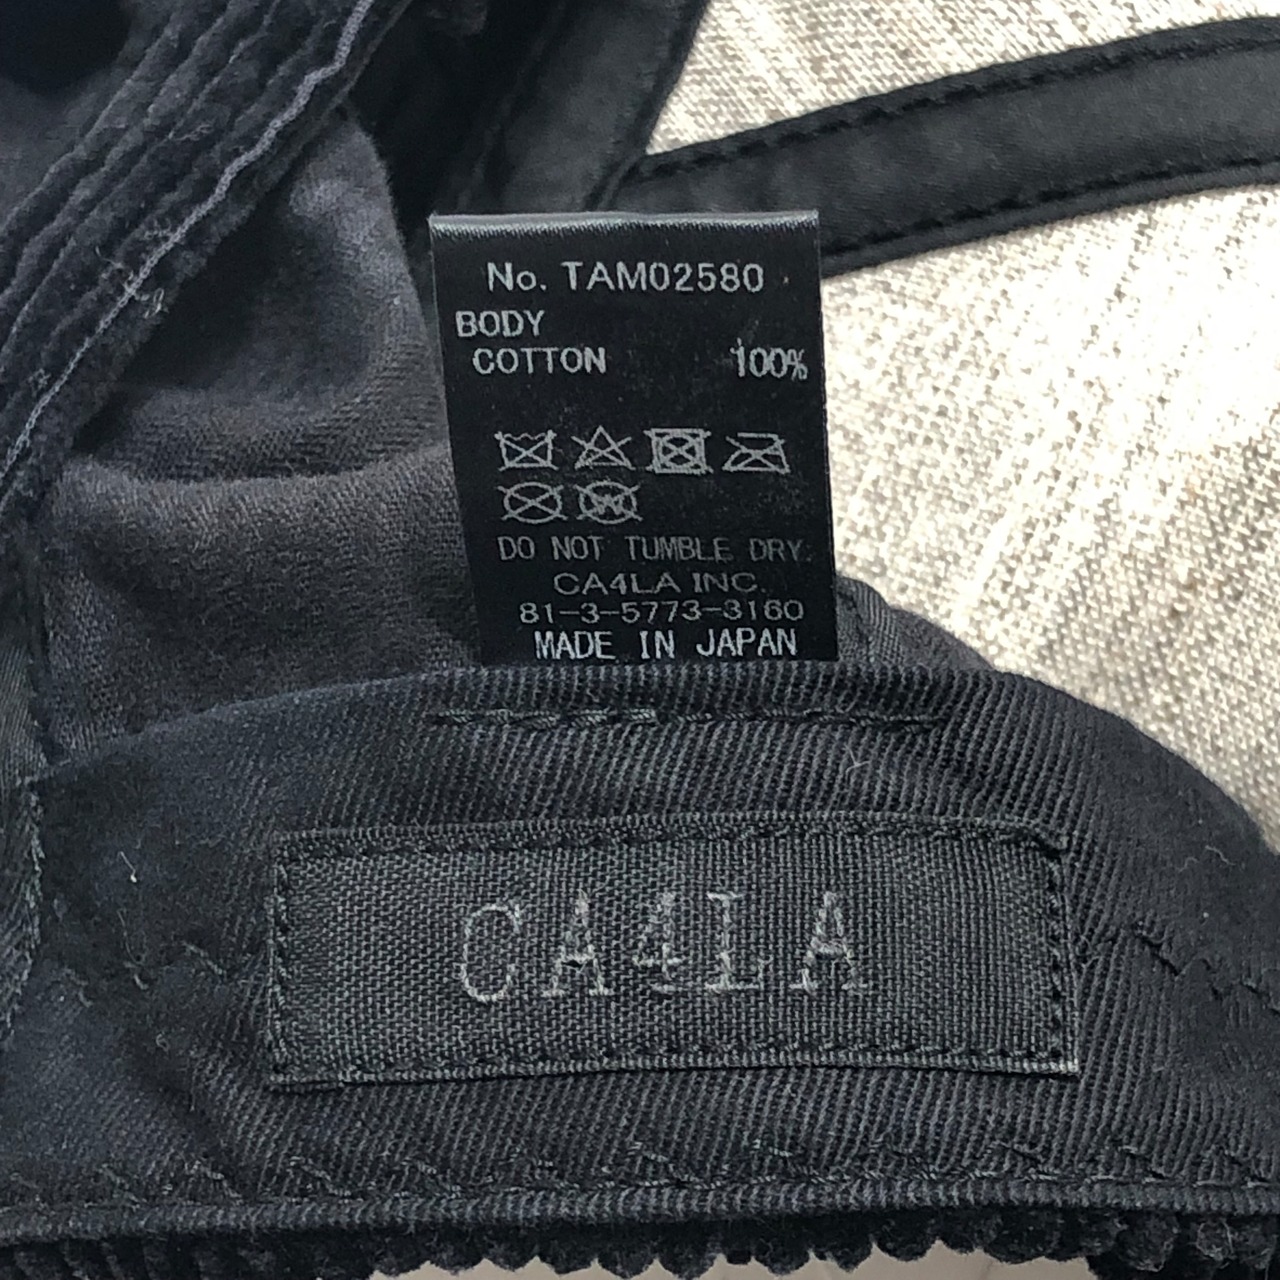 No. TAM02580
BODY
COTTON 100%
DO NOT TUMBLE DRY.
CA4LA INC.
81-3-5773-3160
MADE IN JAPAN
CA4LA